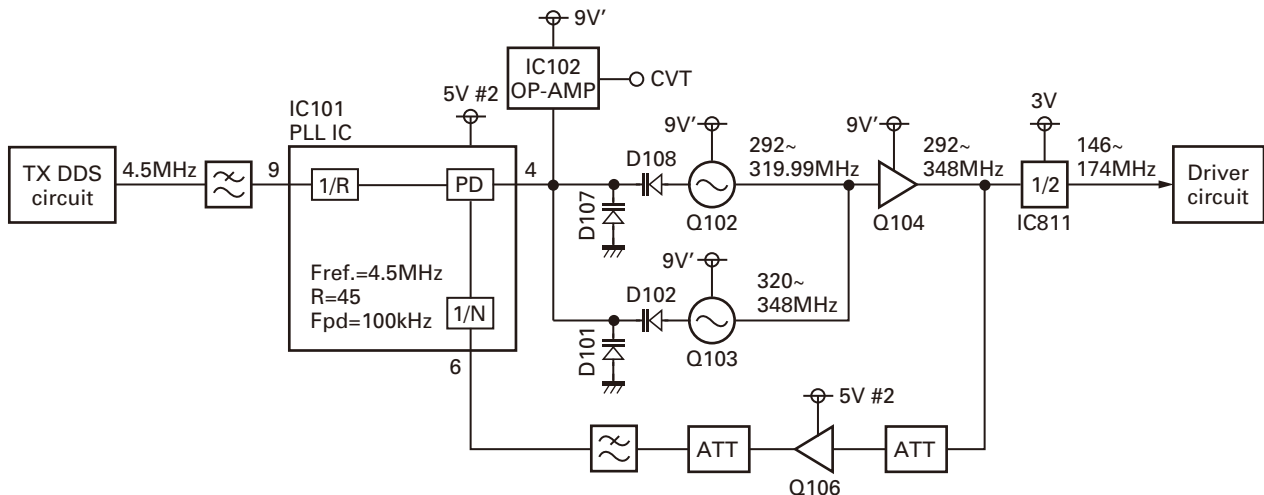 9V′
IC102
OP-AMP
CVT
5V #2
IC101
PLL IC
3V
9V′
9V′
292~
319.99MHz
292~
348MHz
146~
174MHz
TX DDS
circuit
4.5MHz
9
1/R
PD
4
D108
Q102
Q104
1/2
IC811
Driver
circuit
D107
9V′
Fref.=4.5MHz
R=45
Fpd=100kHz
1/N
D102
320~
348MHz
D101
Q103
6
5V #2
ATT
Q106
ATT